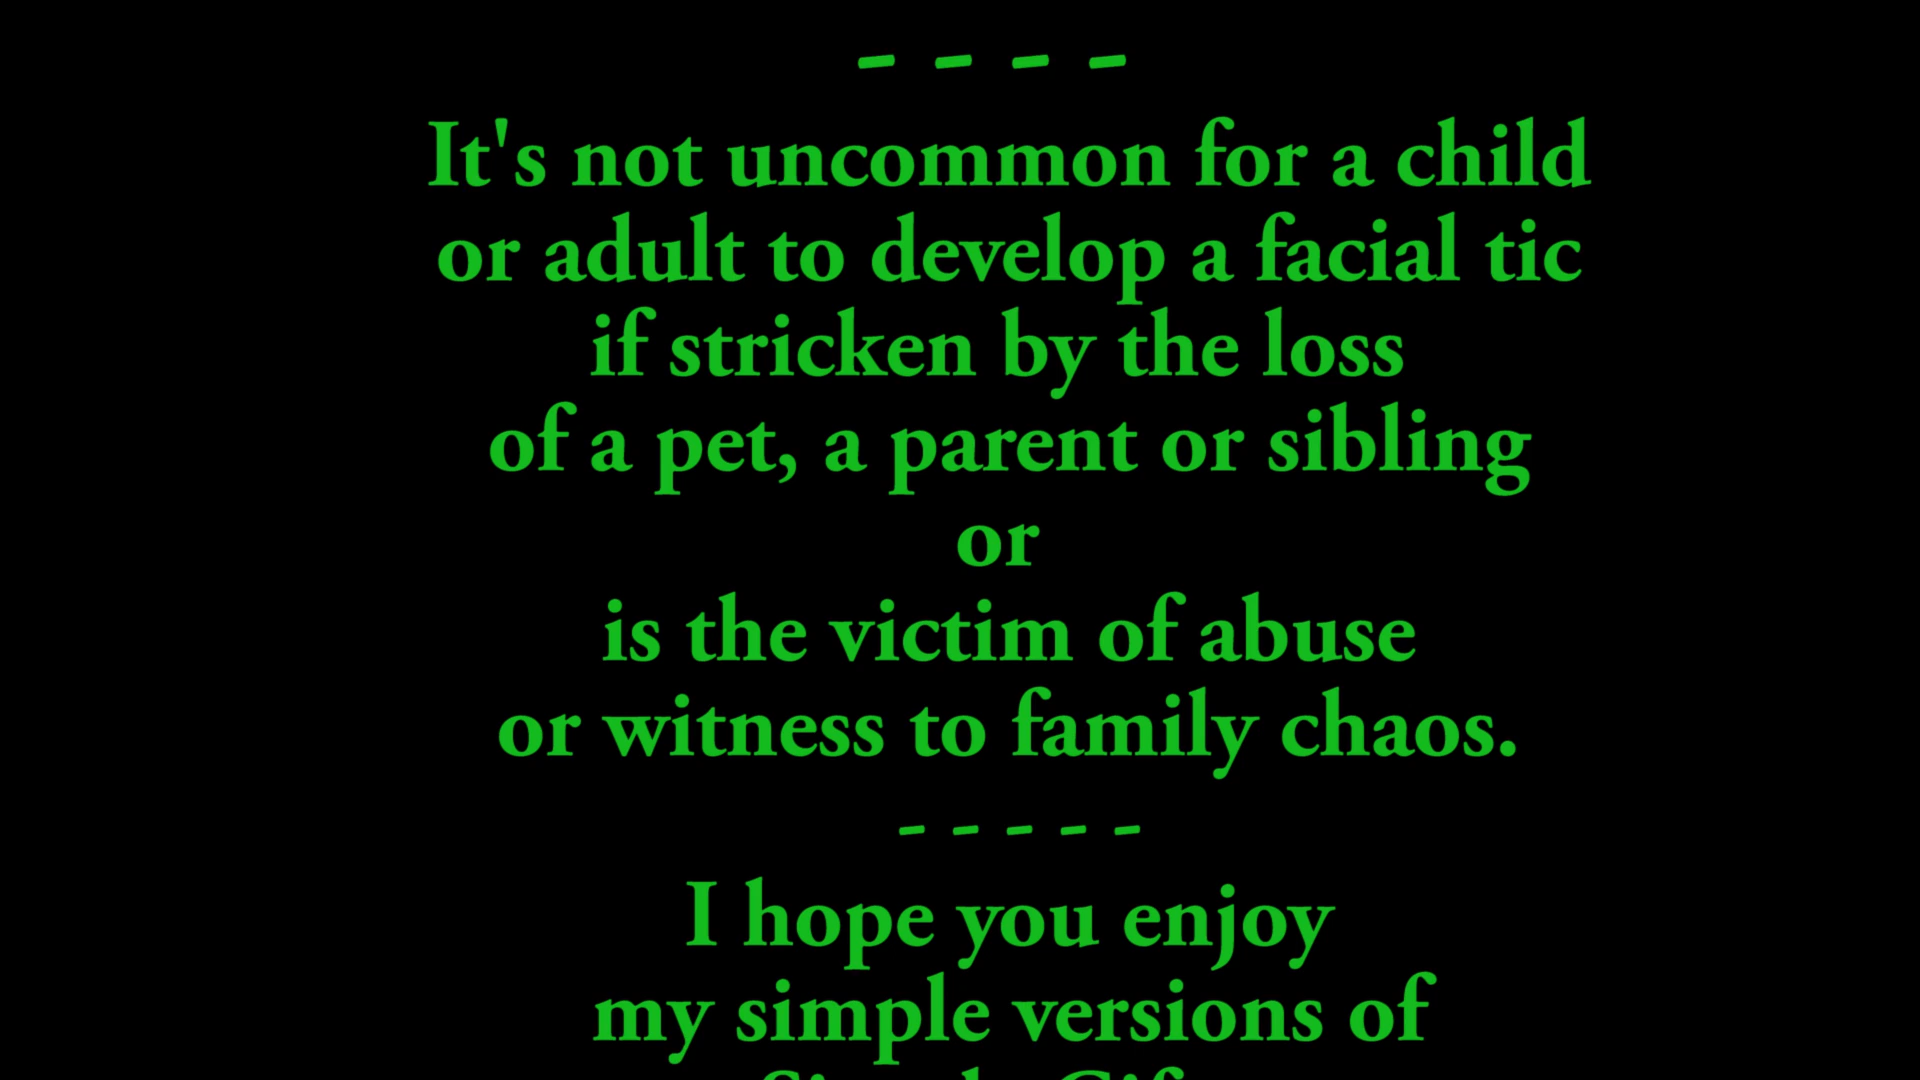 - - - -
It's not uncommon for a child
or adult to develop a facial tic
if stricken by the loss
of a pet, a parent or sibling
or
is the victim of abuse
or witness to family chaos.
- - - - -
I hope you enjoy
my simple versions of